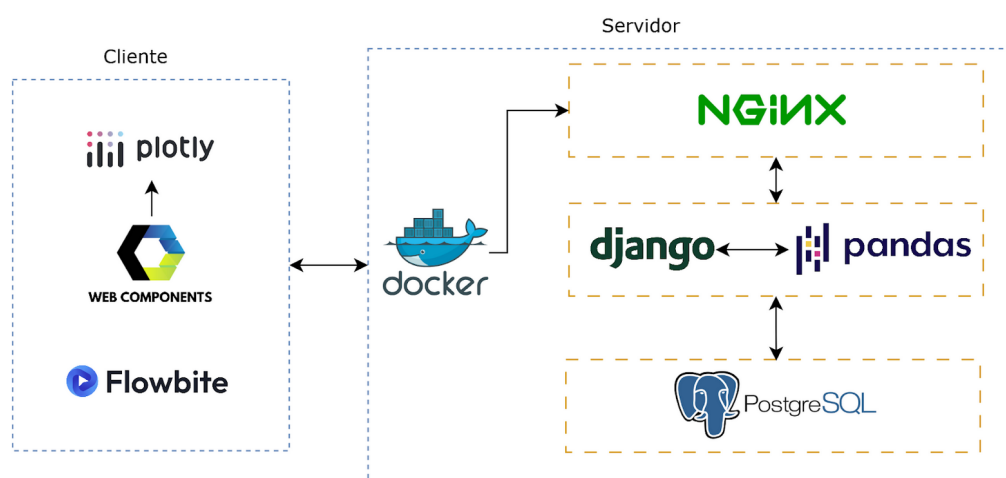 Servidor
Cliente
NGiNX
plotly
django
pandas
docker
WEB COMPONENTS
Flowbite
PostgreSQL